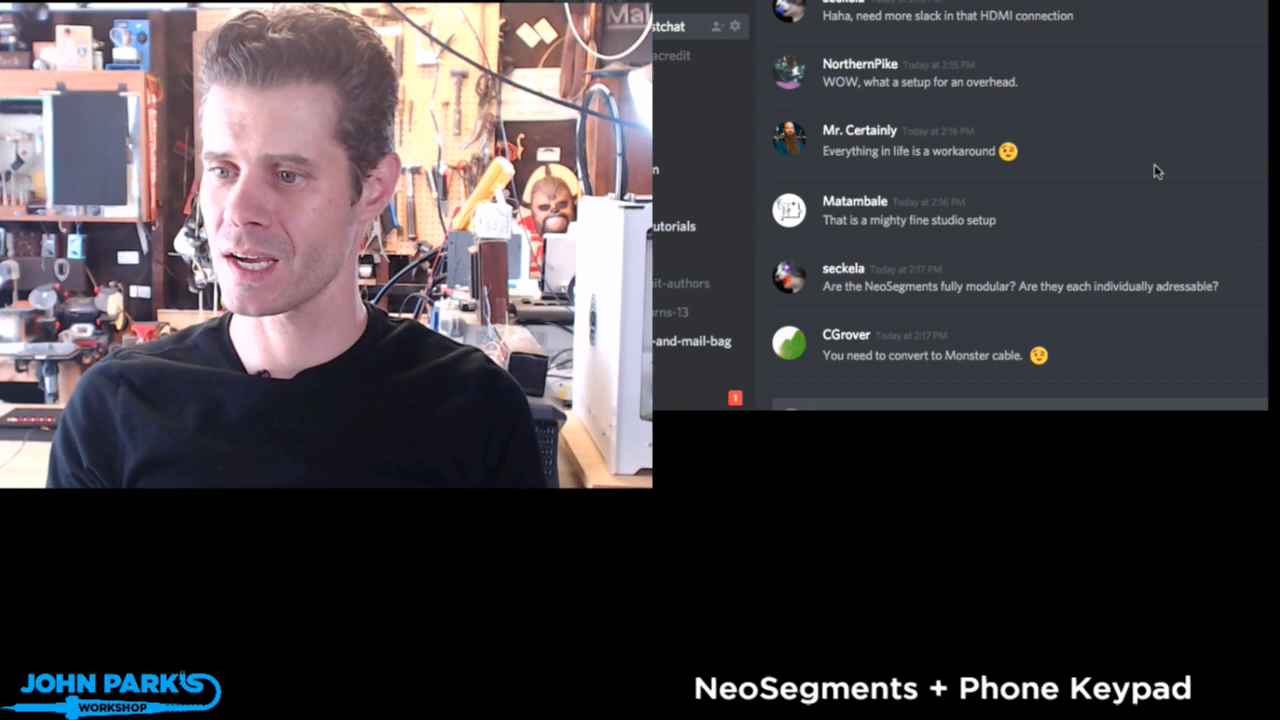 Mak
stchat
acredit
n
utorials
it-authors
urns-13
-and-mail-bag
1
Haha, need more slack in that HDMI connection
NorthernPike Today at 2:15 PM
WOW, what a setup for an overhead.
Mr. Certainly Today at 2:16 PM
Everything in life is a workaround 😉
Matambale Today at 2:16 PM
That is a mighty fine studio setup
seckela Today at 2:17 PM
Are the NeoSegments fully modular? Are they each individually adressable?
CGrover Today at 2:17 PM
You need to convert to Monster cable. 😉
JOHN PARK'S
WORKSHOP
NeoSegments + Phone Keypad